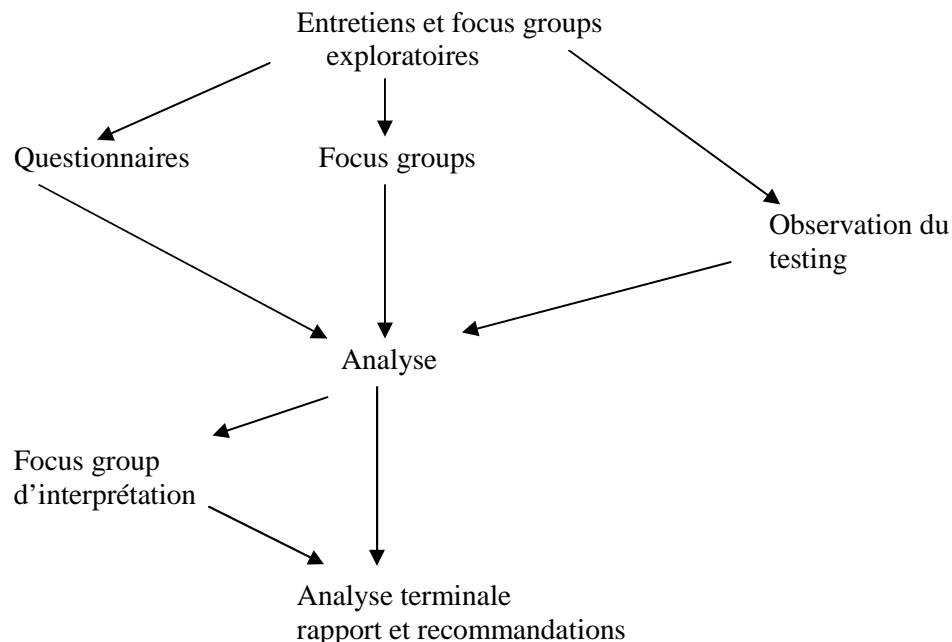 Entretiens et focus groups
exploratoires
Questionnaires
Focus groups
Observation du
testing
Analyse
Focus group
d’interprétation
Analyse terminale
rapport et recommandations